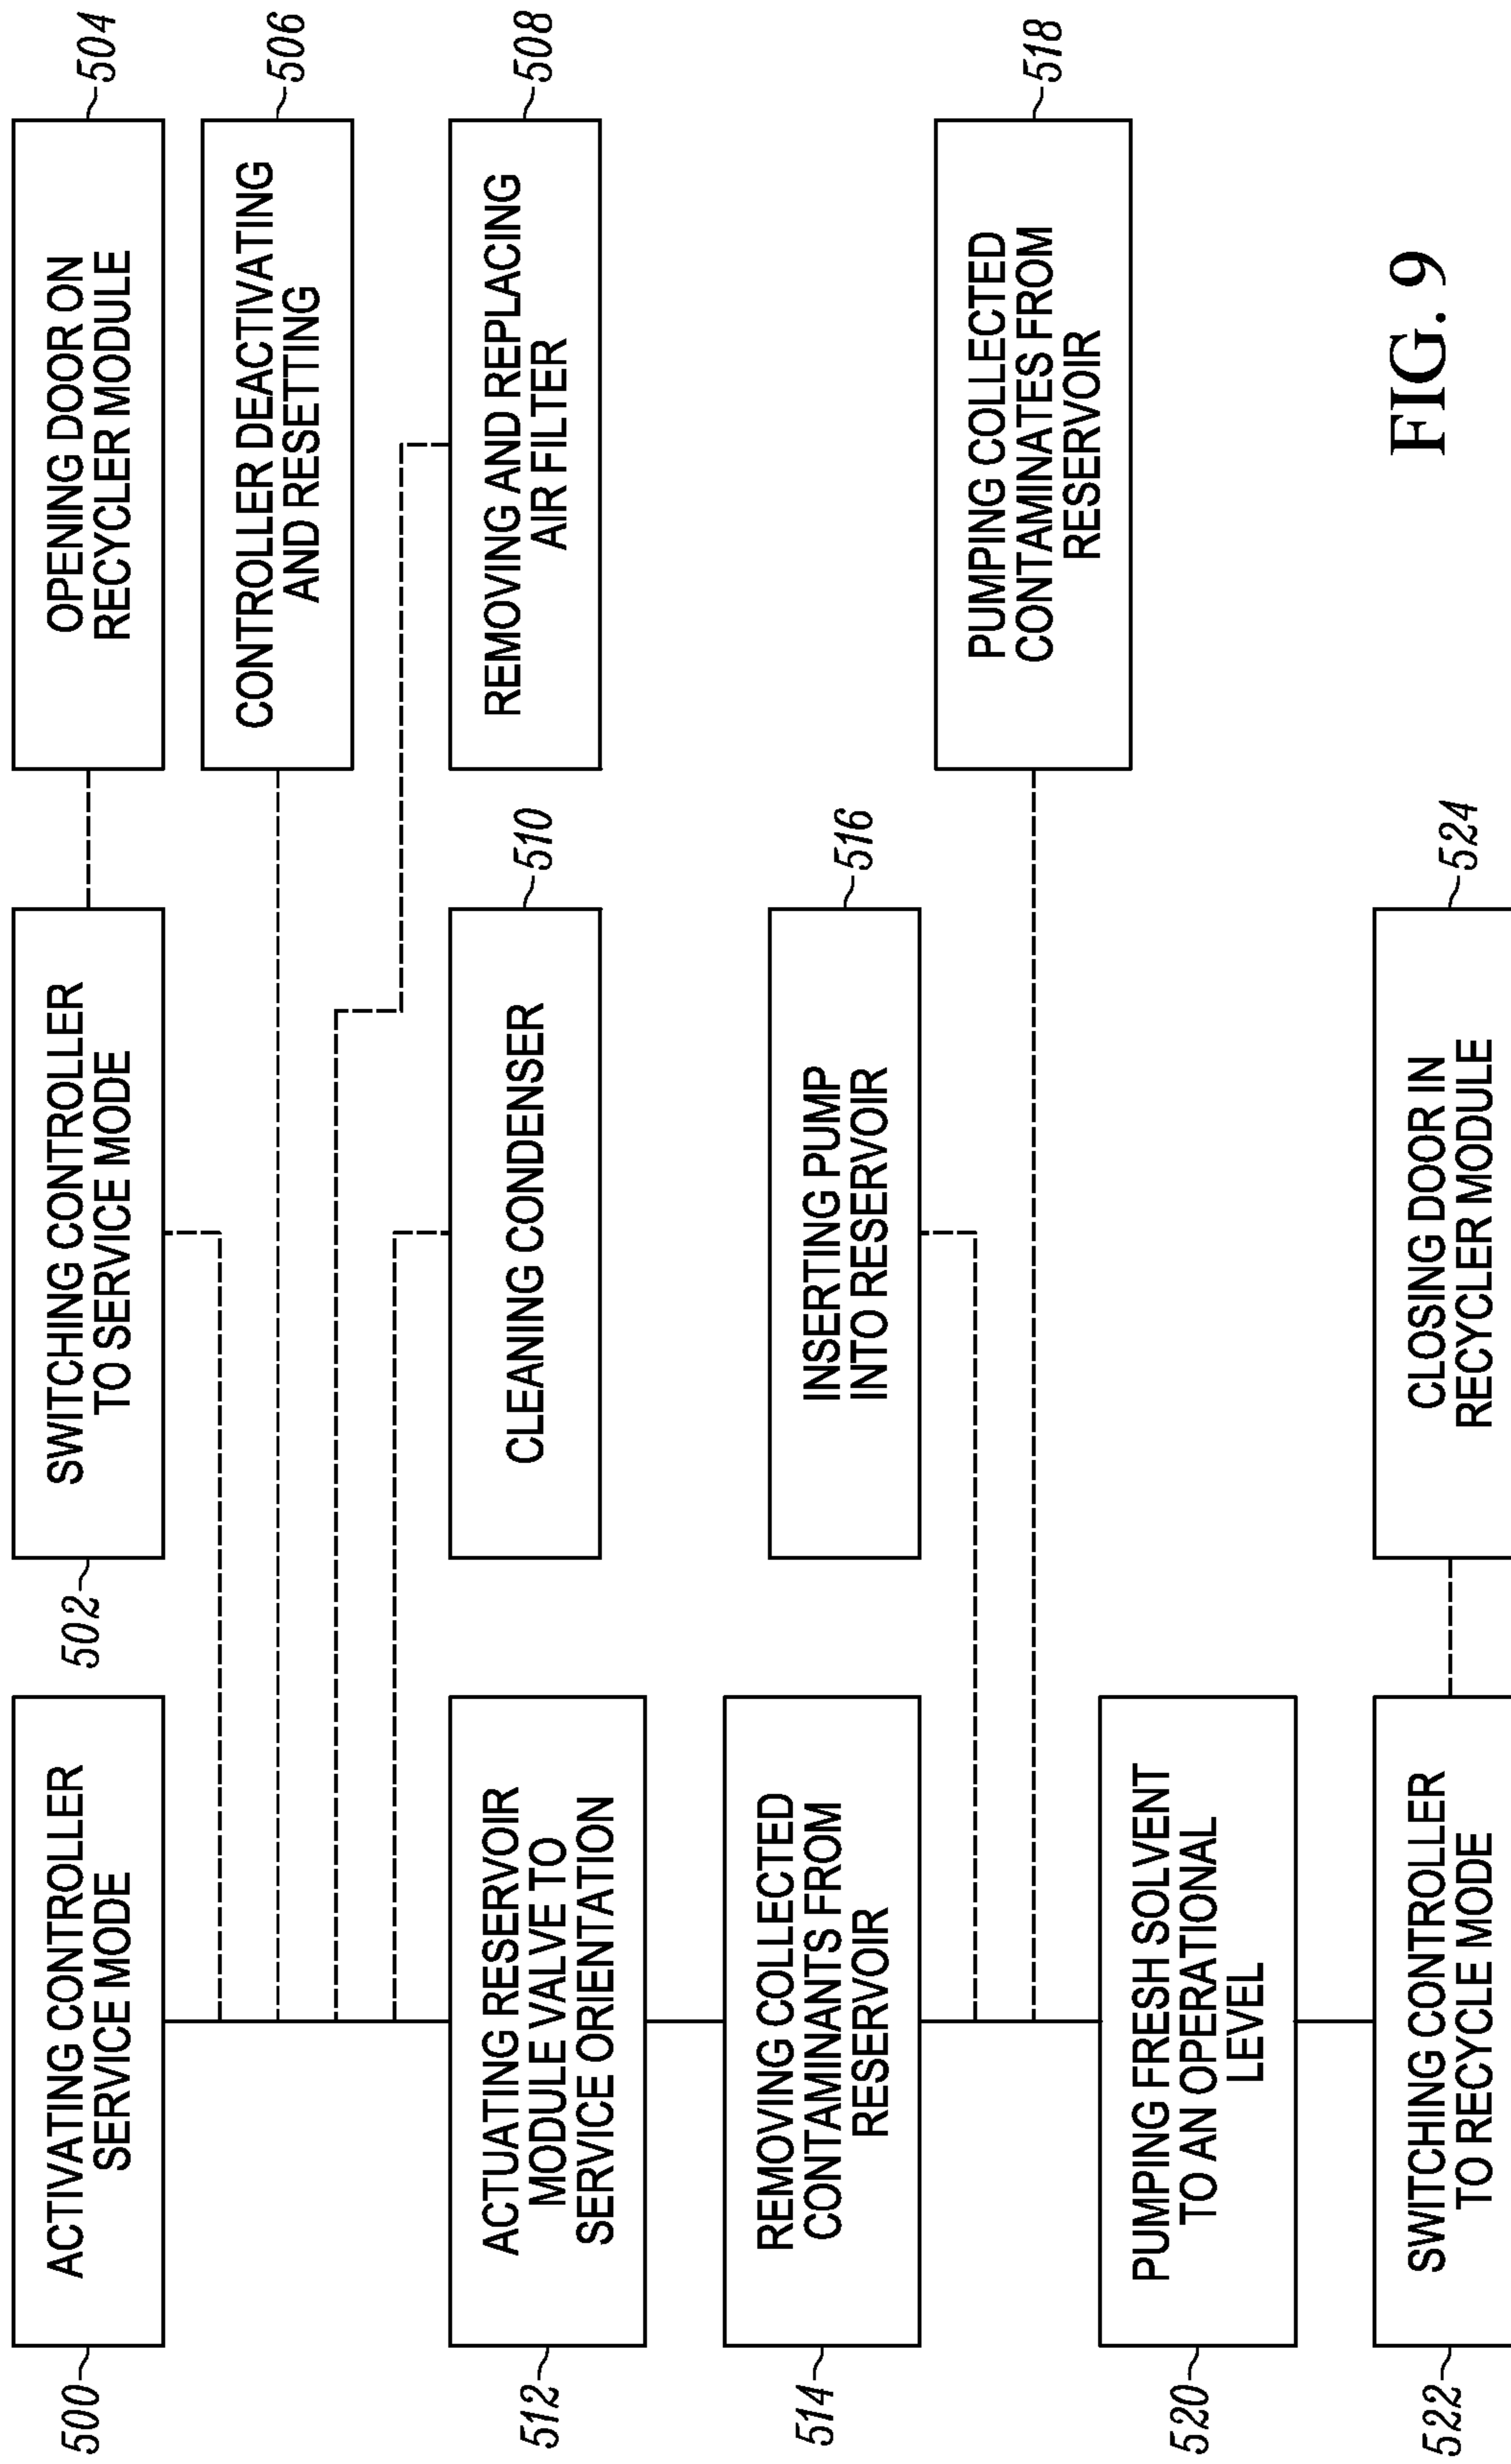 500
ACTIVATING CONTROLLER
SERVICE MODE
502
SWITCHING CONTROLLER
TO SERVICE MODE
504
OPENING DOOR ON
RECYCLER MODULE
506
CONTROLLER DEACTIVATING
AND RESETTING
508
REMOVING AND REPLACING
AIR FILTER
510
CLEANING CONDENSER
512
ACTUATING RESERVOIR
MODULE VALVE TO
SERVICE ORIENTATION
514
REMOVING COLLECTED
CONTAMINANTS FROM
RESERVOIR
516
INSERTING PUMP
INTO RESERVOIR
518
PUMPING COLLECTED
CONTAMINATES FROM
RESERVOIR
520
PUMPING FRESH SOLVENT
TO AN OPERATIONAL
LEVEL
522
SWITCHING CONTROLLER
TO RECYCLE MODE
524
CLOSING DOOR IN
RECYCLER MODULE
FIG. 9